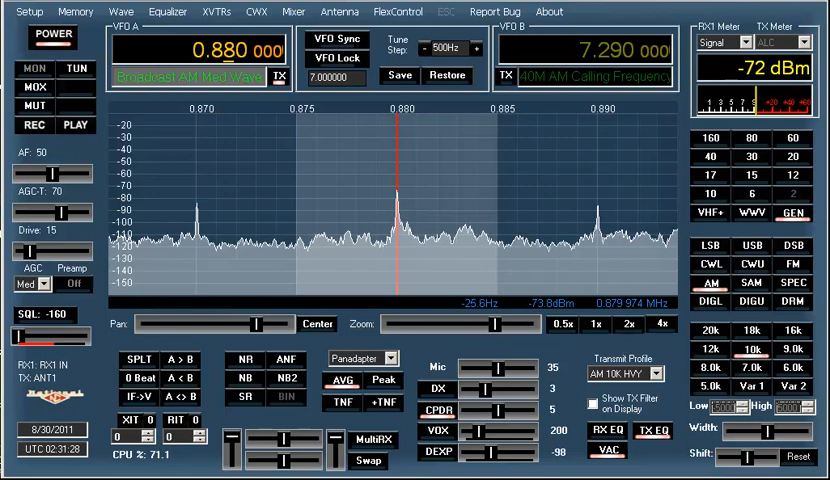 Setup Memory Wave Equalizer XVTRs CWX Mixer Antenna FlexControl ESC Report Bug About
POWER
MON TUN
MOX
MUT
REC PLAY
AF: 50
AGC-T: 70
Drive: 15
AGC Preamp
Med Off
SQL: -160
RX1: RX1 IN
TX: ANT1
National
8/30/2011
UTC 02:31:28
VFO A
0.880 000
Broadcast AM Med Wave TX
VFO Sync
VFO Lock
7.000000
Tune
Step: - 500Hz +
Save Restore
VFO B
7.290 000
TX 40M AM Calling Frequency
RX1 Meter TX Meter
Signal ALC
-72 dBm
1 3 5 7 9 +20 +40 +60
0.870 0.875 0.880 0.885 0.890
-20
-30
-40
-50
-60
-70
-80
-90
-100
-110
-120
-130
-140
-150
-25.6Hz -73.8dBm 0.879 974 MHz
Pan: Center Zoom: 0.5x 1x 2x 4x
SPLT A > B
0 Beat A < B
IF->V A <> B
XIT 0 RIT 0
0 0
CPU %: 71.1
NR ANF
NB NB2
SR BIN
Panadapter
AVG Peak
TNF +TNF
MultiRX
Swap
Mic 35
DX 3
CPDR 5
VOX 200
DEXP -98
Transmit Profile
AM 10K HVY
Show TX Filter
on Display
RX EQ TX EQ
VAC
160 80 60
40 30 20
17 15 12
10 6 2
VHF+ WWV GEN
LSB USB DSB
CWL CWU FM
AM SAM SPEC
DIGL DIGU DRM
20k 18k 16k
12k 10k 9.0k
8.0k 7.0k 6.0k
5.0k Var 1 Var 2
Low -5000 High 5000
Width:
Shift: Reset